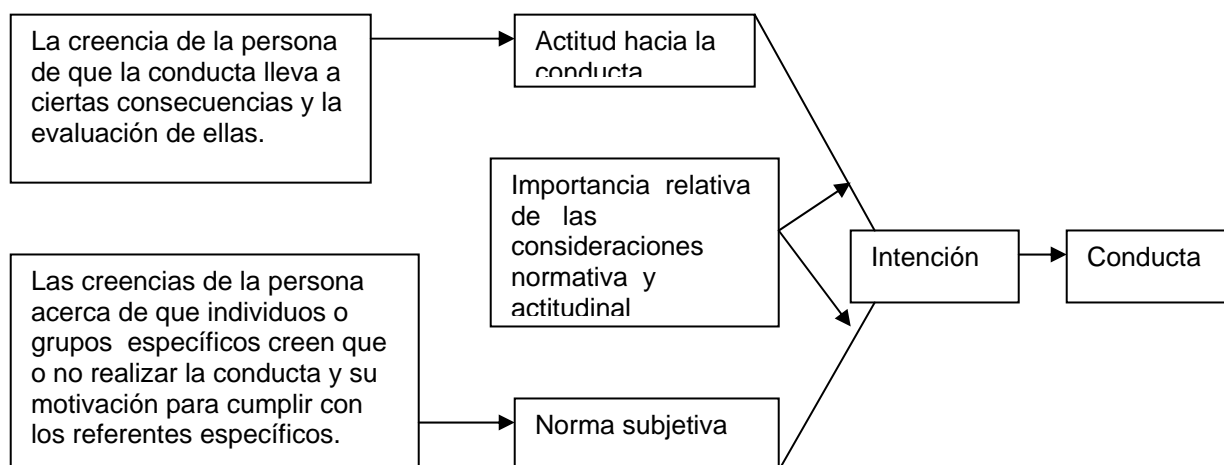 La creencia de la persona
de que la conducta lleva a
ciertas consecuencias y la
evaluación de ellas.
Actitud hacia la
conducta
Importancia relativa
de las
consideraciones
normativa y
actitudinal
Intención
Conducta
Las creencias de la persona
acerca de que individuos o
grupos específicos creen que
o no realizar la conducta y su
motivación para cumplir con
los referentes específicos.
Norma subjetiva